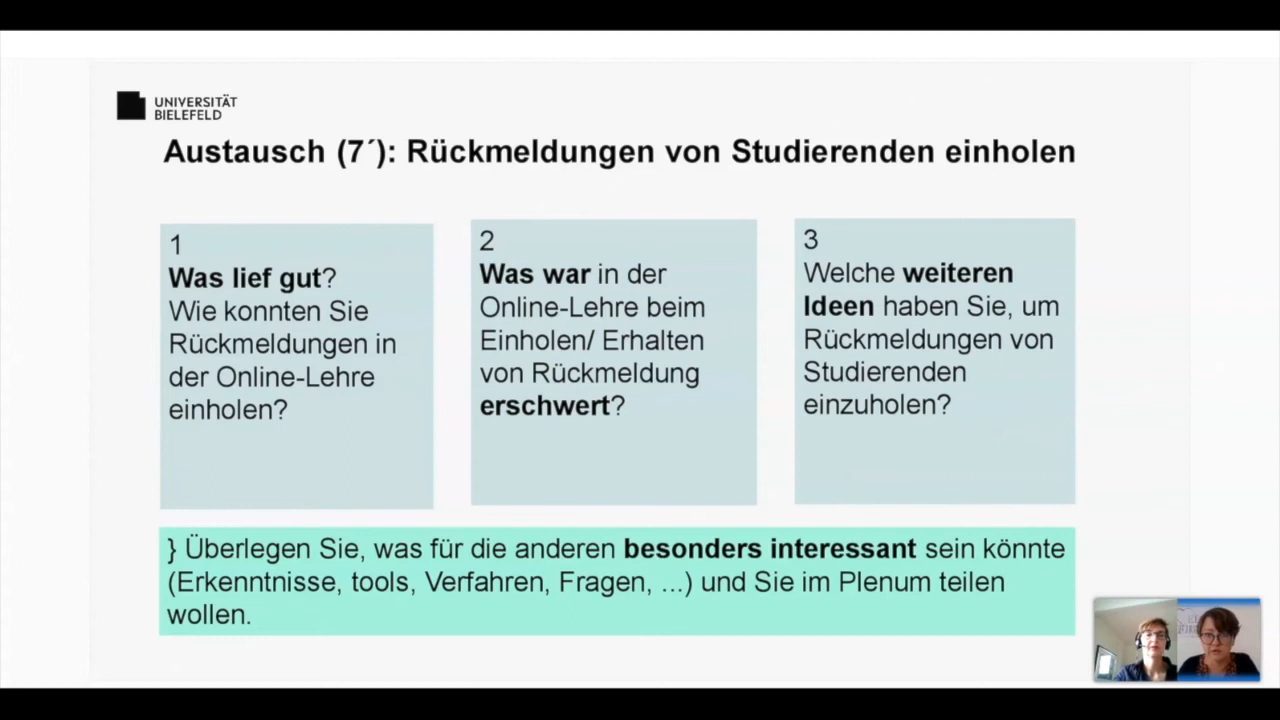 UNIVERSITÄT
BIELEFELD
Austausch (7´): Rückmeldungen von Studierenden einholen
1
Was lief gut?
Wie konnten Sie
Rückmeldungen in
der Online-Lehre
einholen?
2
Was war in der
Online-Lehre beim
Einholen/ Erhalten
von Rückmeldung
erschwert?
3
Welche weiteren
Ideen haben Sie, um
Rückmeldungen von
Studierenden
einzuholen?
} Überlegen Sie, was für die anderen besonders interessant sein könnte
(Erkenntnisse, tools, Verfahren, Fragen, ...) und Sie im Plenum teilen
wollen.